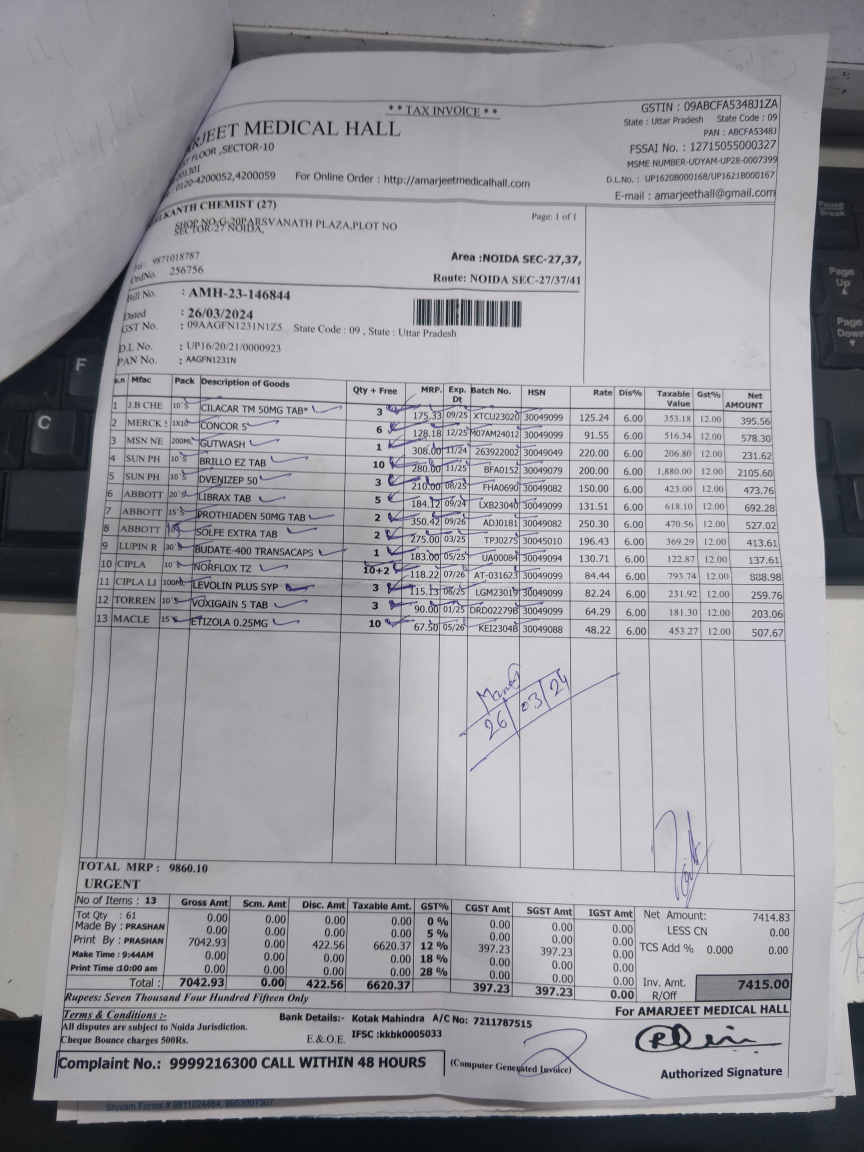 * * TAX INVOICE * *
ARJEET MEDICAL HALL
ST FLOOR ,SECTOR-10
201301
0120-4200052,4200059 For Online Order : http://amarjeetmedicalhall.com
GSTIN : 09ABCFA5348J1ZA
State : Uttar Pradesh State Code : 09
PAN : ABCFA5348J
FSSAI No. : 12715055000327
MSME NUMBER-UDYAM-UP28-0007399
D.L.No. : UP1620B000168/UP1621B000167
E-mail : amarjeethall@gmail.com
ELKANTH CHEMIST (27)
SHOP NO-G-20PARSVANATH PLAZA,PLOT NO
SECTOR-27 NOIDA,
Page: 1 of 1
Tel : 9871018787
OrdNo. 256756
Area :NOIDA SEC-27,37,
Route: NOIDA SEC-27/37/41
Bill No. : AMH-23-146844
Dated : 26/03/2024
GST No. : 09AAGFN1231N1ZS State Code : 09 , State : Uttar Pradesh
D.L No. : UP16/20/21/0000923
PAN No. : AAGFN1231N
s.n Mfac Pack Description of Goods Qty + Free MRP. Exp. Dt Batch No. HSN Rate Dis% Taxable Value Gst% Net AMOUNT
1 J.B CHE 10'S CILACAR TM 50MG TAB* 3 175.33 09/25 XTCU23020 30049099 125.24 6.00 353.18 12.00 395.56
2 MERCK S 1X10 CONCOR 5 6 128.18 12/25 M07AM24012 30049099 91.55 6.00 516.34 12.00 578.30
3 MSN NE 200ML GUTWASH 1 308.00 11/24 263922002 30049049 220.00 6.00 206.80 12.00 231.62
4 SUN PH 10'S BRILLO EZ TAB 10 280.00 11/25 BFA0152 30049079 200.00 6.00 1,880.00 12.00 2105.60
5 SUN PH 10'S DVENIZEP 50 3 210.00 08/25 FHA0690 30049082 150.00 6.00 423.00 12.00 473.76
6 ABBOTT 20'S LIBRAX TAB 5 184.12 09/24 LXB23040 30049099 131.51 6.00 618.10 12.00 692.28
7 ABBOTT 15'S PROTHIADEN 50MG TAB 2 350.42 09/26 ADJ0181 30049082 250.30 6.00 470.56 12.00 527.02
8 ABBOTT 10'S SOLFE EXTRA TAB 2 275.00 03/25 TPJ0275 30045010 196.43 6.00 369.29 12.00 413.61
9 LUPIN R 30'S BUDATE-400 TRANSACAPS 1 183.00 05/25 UA00084 30049094 130.71 6.00 122.87 12.00 137.61
10 CIPLA 10'S NORFLOX TZ 10+2 118.22 07/26 AT-031623 30049099 84.44 6.00 793.74 12.00 888.98
11 CIPLA LI 100ML LEVOLIN PLUS SYP 3 115.13 06/25 LGM23019 30049099 82.24 6.00 231.92 12.00 259.76
12 TORREN 10'S VOXIGAIN 5 TAB 3 90.00 01/25 DRD02279B 30049099 64.29 6.00 181.30 12.00 203.06
13 MACLE 15'S ETIZOLA 0.25MG 10 67.50 05/26 KEI2304B 30049088 48.22 6.00 453.27 12.00 507.67
26/03/24
TOTAL MRP : 9860.10
URGENT
No of Items : 13 Gross Amt Scm. Amt Disc. Amt Taxable Amt. GST% CGST Amt SGST Amt IGST Amt
Tot Qty : 61 0.00 0.00 0.00 0.00 0 % 0.00 0.00 0.00
Made By : PRASHAN 0.00 0.00 0.00 0.00 5 % 0.00 0.00 0.00
Print By : PRASHAN 7042.93 0.00 422.56 6620.37 12 % 397.23 397.23 0.00
Make Time : 9:44AM 0.00 0.00 0.00 0.00 18 % 0.00 0.00 0.00
Print Time :10:00 am 0.00 0.00 0.00 0.00 28 % 0.00 0.00 0.00
Total : 7042.93 0.00 422.56 6620.37 397.23 397.23 0.00
Net Amount: 7414.83
LESS CN 0.00
TCS Add % 0.000 0.00
Inv. Amt. 7415.00
R/Off
Rupees: Seven Thousand Four Hundred Fifteen Only
For AMARJEET MEDICAL HALL
Terms & Conditions :-
All disputes are subject to Noida Jurisdiction.
Cheque Bounce charges 500Rs.
E.& O.E.
Bank Details:- Kotak Mahindra A/C No: 7211787515
IFSC :kkbk0005033
Complaint No.: 9999216300 CALL WITHIN 48 HOURS
(Computer Generated Invoice)
Authorized Signature
Shivam Forms # 9811024464, 9953007307
Pause
Break
Page
Up
Page
Down
F
C